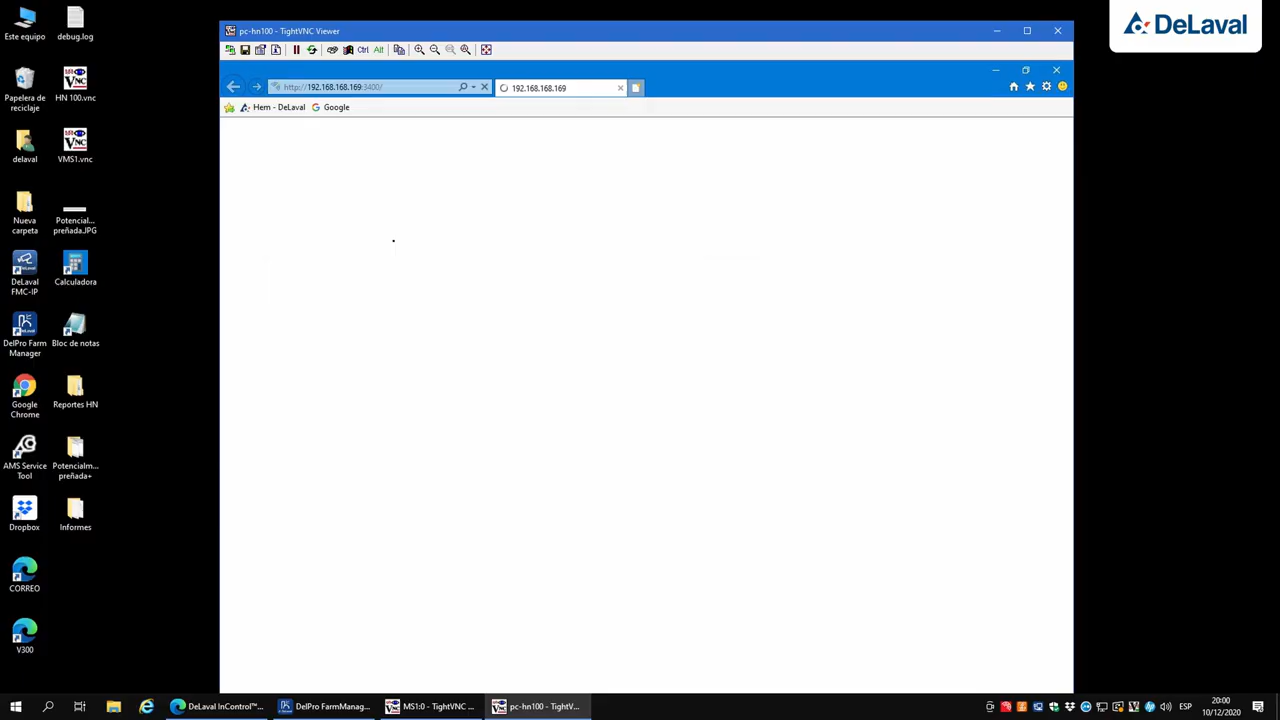 Este equipo
debug.log
Papelera de
reciclaje
HN 100.vnc
delaval
VMS1.vnc
Nueva
carpeta
Potencial...
preñada.JPG
DeLaval
FMC-IP
Calculadora
DelPro Farm
Manager
Bloc de notas
Google
Chrome
Reportes HN
AMS Service
Tool
Potencialm...
preñada+
Dropbox
Informes
CORREO
V300
pc-hn100 - TightVNC Viewer
Ctrl Alt
http://192.168.168.169:3400/
192.168.168.169
Hem - DeLaval Google
DeLaval
DeLaval InControl™...
DelPro FarmManag...
MS1:0 - TightVNC ...
pc-hn100 - TightV...
ESP
20:00
10/12/2020